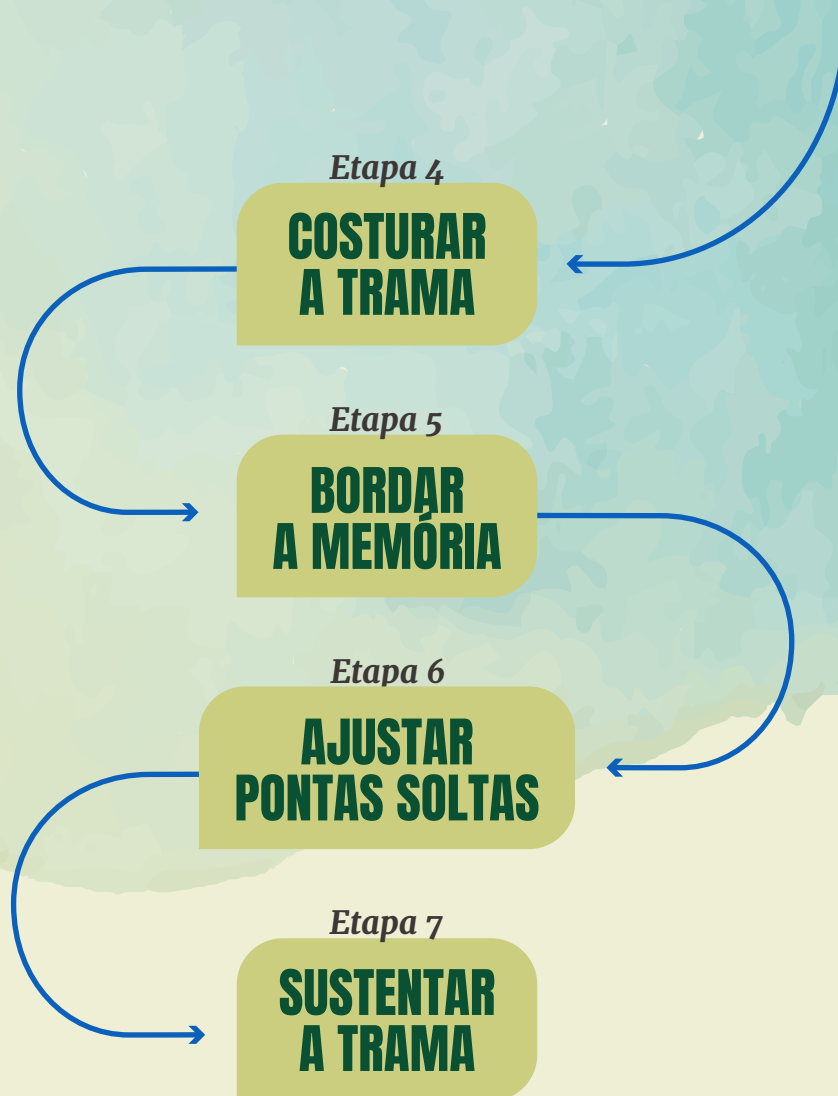 Etapa 4
COSTURAR
A TRAMA
Etapa 5
BORDAR
A MEMÓRIA
Etapa 6
AJUSTAR
PONTAS SOLTAS
Etapa 7
SUSTENTAR
A TRAMA